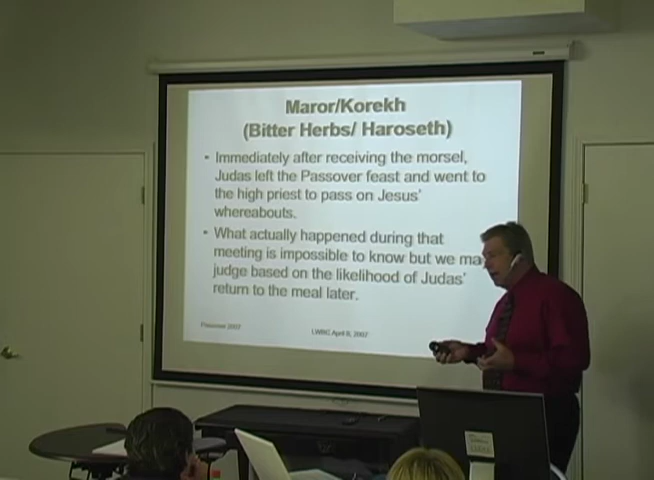 Maror/Korekh
(Bitter Herbs/ Haroseth)
• Immediately after receiving the morsel,
Judas left the Passover feast and went to
the high priest to pass on Jesus'
whereabouts.
• What actually happened during that
meeting is impossible to know but we ma
judge based on the likelihood of Judas'
return to the meal later.
Passover 2007
LWBC April 8, 2007